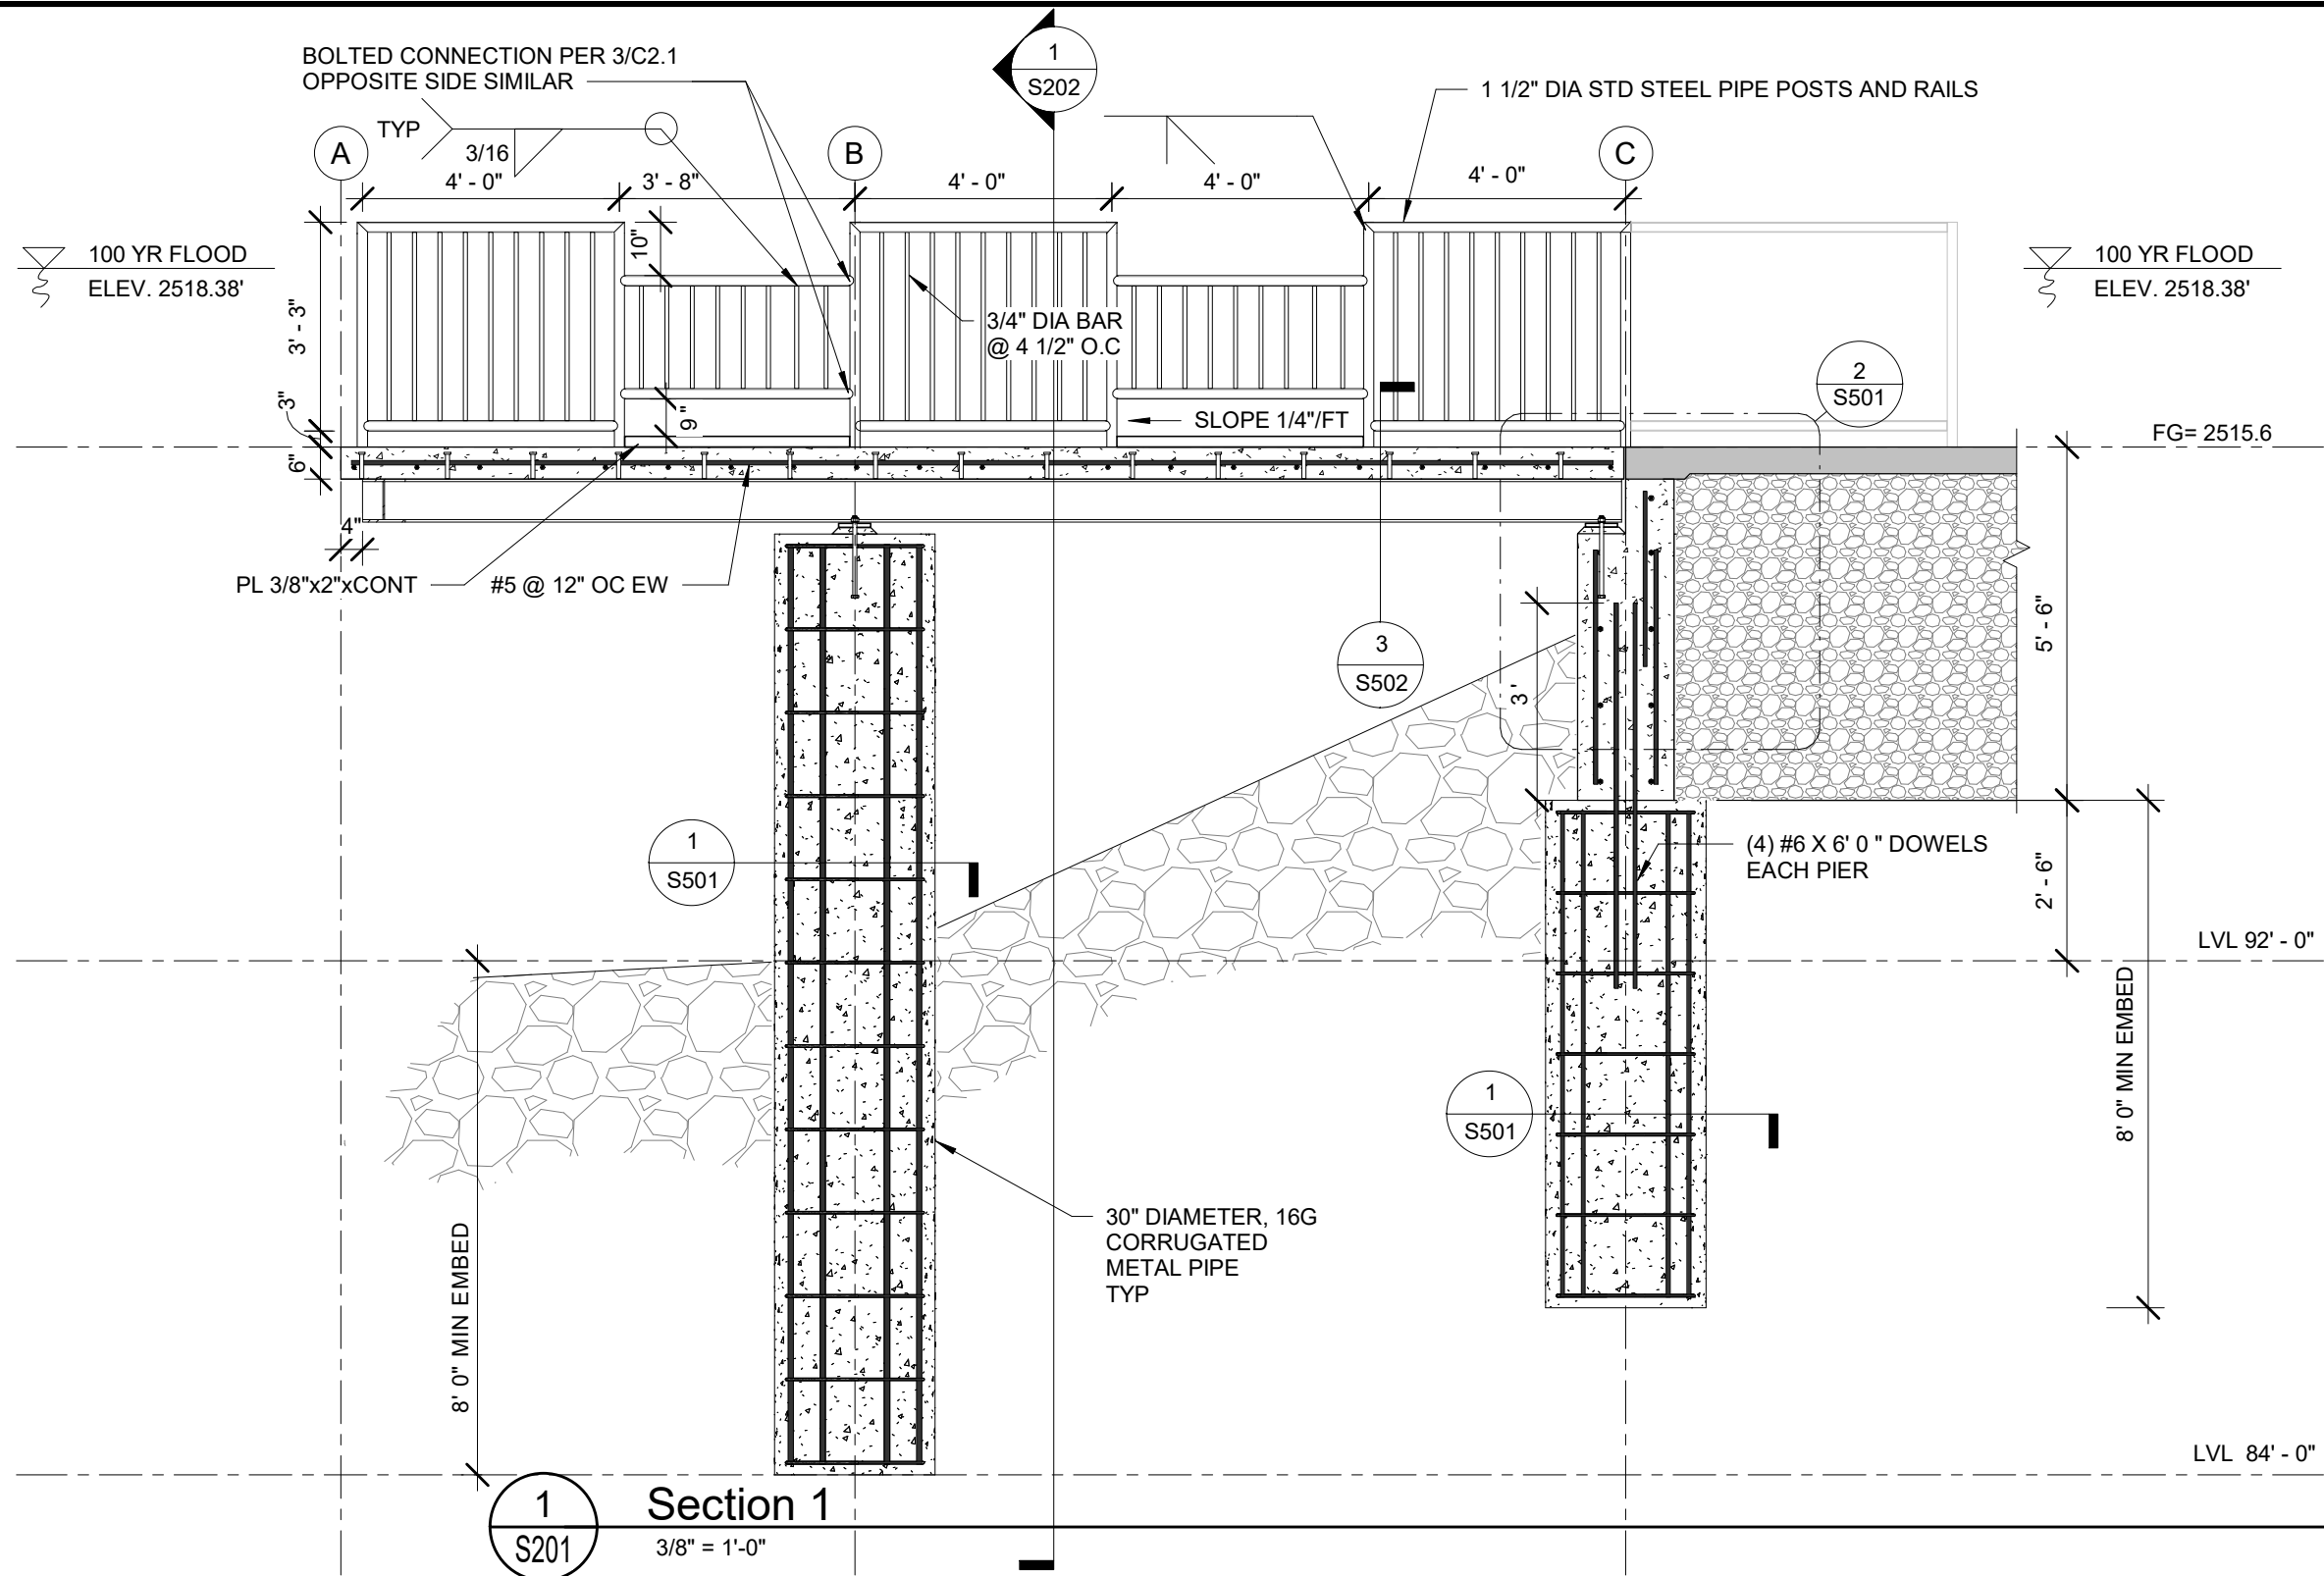 BOLTED CONNECTION PER 3/C2.1
OPPOSITE SIDE SIMILAR
1
S202
1 1/2" DIA STD STEEL PIPE POSTS AND RAILS
TYP
3/16
A
B
C
4' - 0"
3' - 8"
4' - 0"
4' - 0"
4' - 0"
100 YR FLOOD
ELEV. 2518.38'
10"
100 YR FLOOD
ELEV. 2518.38'
3' - 3"
3/4" DIA BAR
@ 4 1/2" O.C
2
S501
3"
9 "
SLOPE 1/4"/FT
FG= 2515.6
6"
4"
PL 3/8"x2"xCONT
#5 @ 12" OC EW
5' - 6"
3
S502
3 '
1
S501
(4) #6 X 6' 0 " DOWELS
EACH PIER
2' - 6"
LVL 92' - 0"
8' 0" MIN EMBED
1
S501
30" DIAMETER, 16G
CORRUGATED
METAL PIPE
TYP
8' 0" MIN EMBED
LVL 84' - 0"
1
S201
Section 1
3/8" = 1'-0"